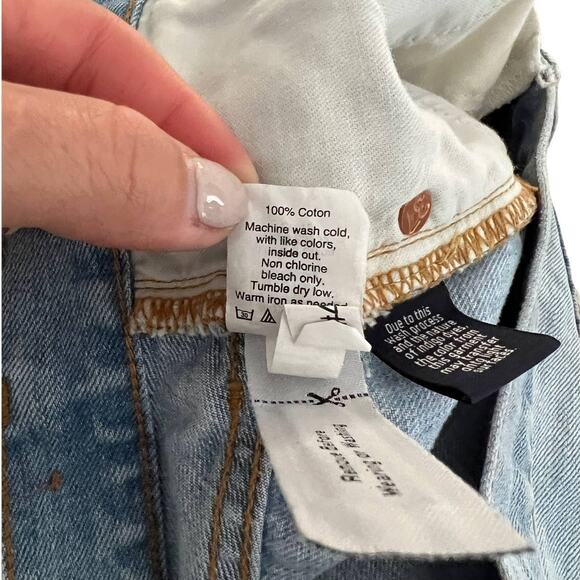 100% Coton
Machine wash cold,
with like colors,
inside out.
Non chlorine
bleach only.
Tumble dry low.
Warm iron as needed
30
Due to this
wash process
and the nature
of indigo dyes,
the color from
this garment
may transfer
onto light
surfaces
Remove Before
Wearing or Washing